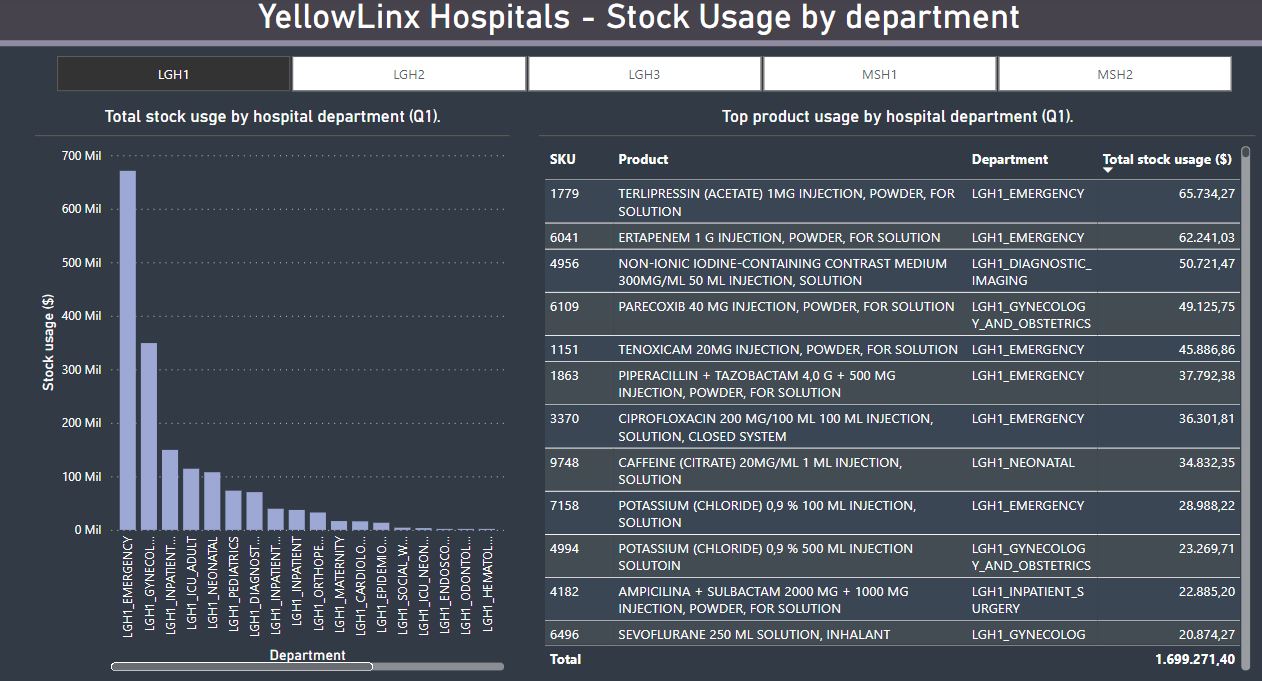 YellowLinx Hospitals - Stock Usage by department
LGH1
LGH2
LGH3
MSH1
MSH2
Total stock usge by hospital department (Q1).
700 Mil
600 Mil
500 Mil
400 Mil
300 Mil
200 Mil
100 Mil
0 Mil
Stock usage ($)
LGH1_EMERGENCY
LGH1_GYNECOL...
LGH1_INPATIENT...
LGH1_ICU_ADULT
LGH1_NEONATAL
LGH1_PEDIATRICS
LGH1_DIAGNOST...
LGH1_INPATIENT...
LGH1_INPATIENT
LGH1_ORTHOPE...
LGH1_MATERNITY
LGH1_CARDIOLO...
LGH1_EPIDEMIO...
LGH1_SOCIAL_W...
LGH1_ICU_NEON...
LGH1_ENDOSCO...
LGH1_ODONTOL...
LGH1_HEMATOL...
Department
Top product usage by hospital department (Q1).
SKU Product Department Total stock usage ($)
1779 TERLIPRESSIN (ACETATE) 1MG INJECTION, POWDER, FOR LGH1_EMERGENCY 65.734,27
SOLUTION
6041 ERTAPENEM 1 G INJECTION, POWDER, FOR SOLUTION LGH1_EMERGENCY 62.241,03
4956 NON-IONIC IODINE-CONTAINING CONTRAST MEDIUM LGH1_DIAGNOSTIC_ 50.721,47
300MG/ML 50 ML INJECTION, SOLUTION IMAGING
6109 PARECOXIB 40 MG INJECTION, POWDER, FOR SOLUTION LGH1_GYNECOLOG 49.125,75
Y_AND_OBSTETRICS
1151 TENOXICAM 20MG INJECTION, POWDER, FOR SOLUTION LGH1_EMERGENCY 45.886,86
1863 PIPERACILLIN + TAZOBACTAM 4,0 G + 500 MG LGH1_EMERGENCY 37.792,38
INJECTION, POWDER, FOR SOLUTION
3370 CIPROFLOXACIN 200 MG/100 ML 100 ML INJECTION, LGH1_EMERGENCY 36.301,81
SOLUTION, CLOSED SYSTEM
9748 CAFFEINE (CITRATE) 20MG/ML 1 ML INJECTION, LGH1_NEONATAL 34.832,35
SOLUTION
7158 POTASSIUM (CHLORIDE) 0,9 % 100 ML INJECTION, LGH1_EMERGENCY 28.988,22
SOLUTION
4994 POTASSIUM (CHLORIDE) 0,9 % 500 ML INJECTION LGH1_GYNECOLOG 23.269,71
SOLUTOIN Y_AND_OBSTETRICS
4182 AMPICILINA + SULBACTAM 2000 MG + 1000 MG LGH1_INPATIENT_S 22.885,20
INJECTION, POWDER, FOR SOLUTION URGERY
6496 SEVOFLURANE 250 ML SOLUTION, INHALANT LGH1_GYNECOLOG 20.874,27
Total 1.699.271,40